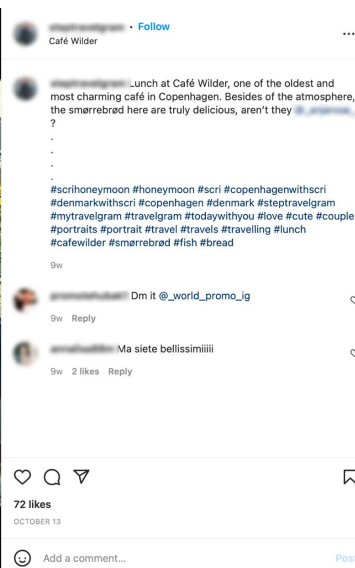 • Follow
Café Wilder
Lunch at Café Wilder, one of the oldest and
most charming café in Copenhagen. Besides of the atmosphere,
the smørrebrød here are truly delicious, aren't they
?
.
.
.
.
#scrihoneymoon #honeymoon #scri #copenhagenwithscri
#denmarkwithscri #copenhagen #denmark #steptravelgram
#mytravelgram #travelgram #todaywithyou #love #cute #couple
#portraits #portrait #travel #travels #travelling #lunch
#cafewilder #smørrebrød #fish #bread
9w
Dm it @_world_promo_ig
9w Reply
Ma siete bellissimiiiii
9w 2 likes Reply
72 likes
OCTOBER 13
Add a comment... Post